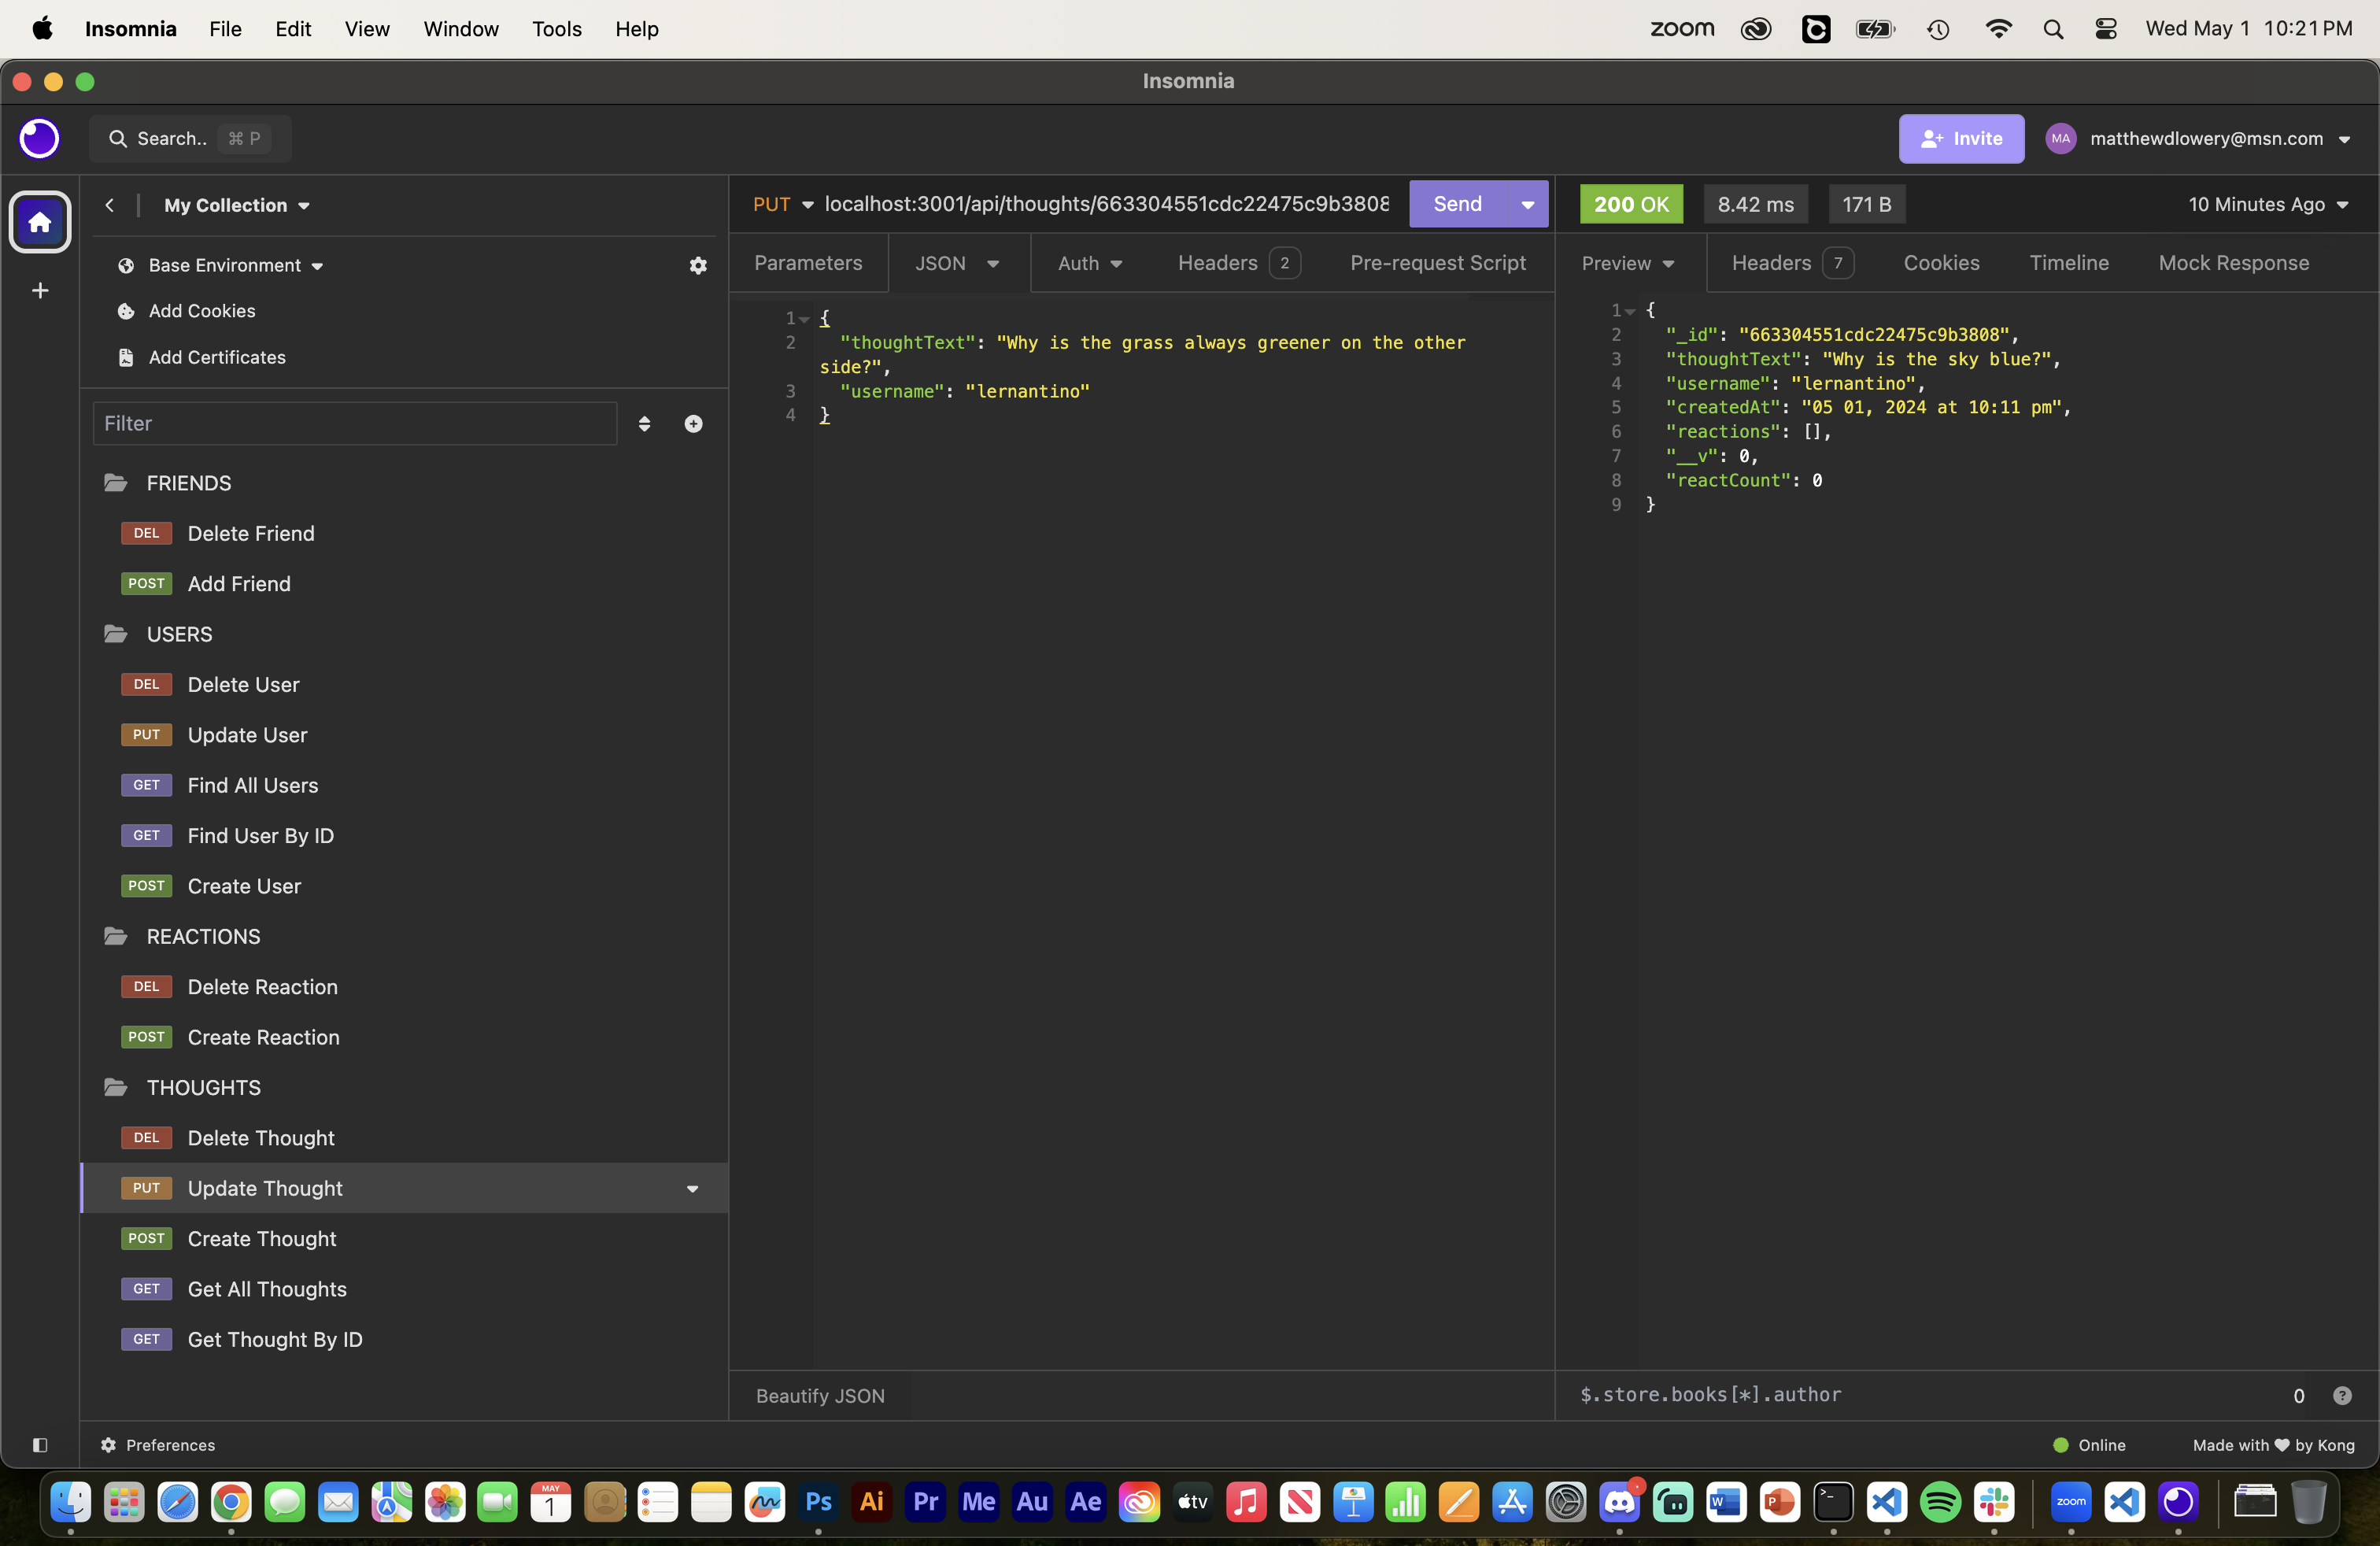 Insomnia File Edit View Window Tools Help zoom Wed May 1 10:21 PM
Insomnia
Search.. ⌘ P Invite MA matthewdlowery@msn.com
My Collection
Base Environment
Add Cookies
Add Certificates
Filter
FRIENDS
DEL Delete Friend
POST Add Friend
USERS
DEL Delete User
PUT Update User
GET Find All Users
GET Find User By ID
POST Create User
REACTIONS
DEL Delete Reaction
POST Create Reaction
THOUGHTS
DEL Delete Thought
PUT Update Thought
POST Create Thought
GET Get All Thoughts
GET Get Thought By ID
PUT localhost:3001/api/thoughts/663304551cdc22475c9b3808 Send
Parameters JSON Auth Headers 2 Pre-request Script
1 {
2 "thoughtText": "Why is the grass always greener on the other
side?",
3 "username": "lernantino"
4 }
Beautify JSON
200 OK 8.42 ms 171 B 10 Minutes Ago
Preview Headers 7 Cookies Timeline Mock Response
1 {
2 "_id": "663304551cdc22475c9b3808",
3 "thoughtText": "Why is the sky blue?",
4 "username": "lernantino",
5 "createdAt": "05 01, 2024 at 10:11 pm",
6 "reactions": [],
7 "__v": 0,
8 "reactCount": 0
9 }
$.store.books[*].author 0 ?
Preferences Online Made with ♥ by Kong
MAY
1 Ps Ai Pr Me Au Ae tv W P >_ zoom